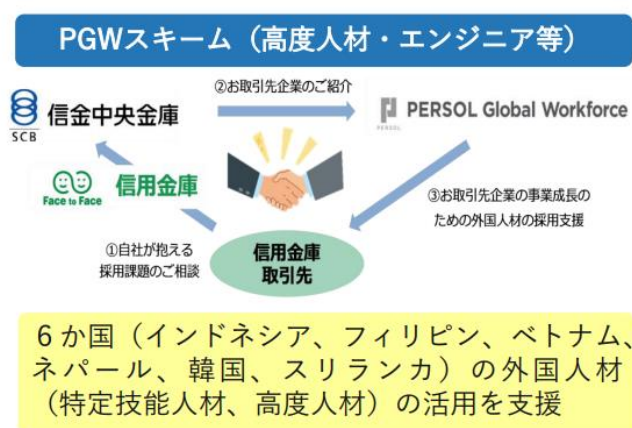 PGWスキーム（高度人材・エンジニア等）
②お取引先企業のご紹介
SCB
信金中央金庫
PERSOL
PERSOL Global Workforce
Face to Face
信用金庫
③お取引先企業の事業成長の
ための外国人材の採用支援
①自社が抱える
採用課題のご相談
信用金庫
取引先
６か国（インドネシア、フィリピン、ベトナム、
ネパール、韓国、スリランカ）の外国人材
（特定技能人材、高度人材）の活用を支援